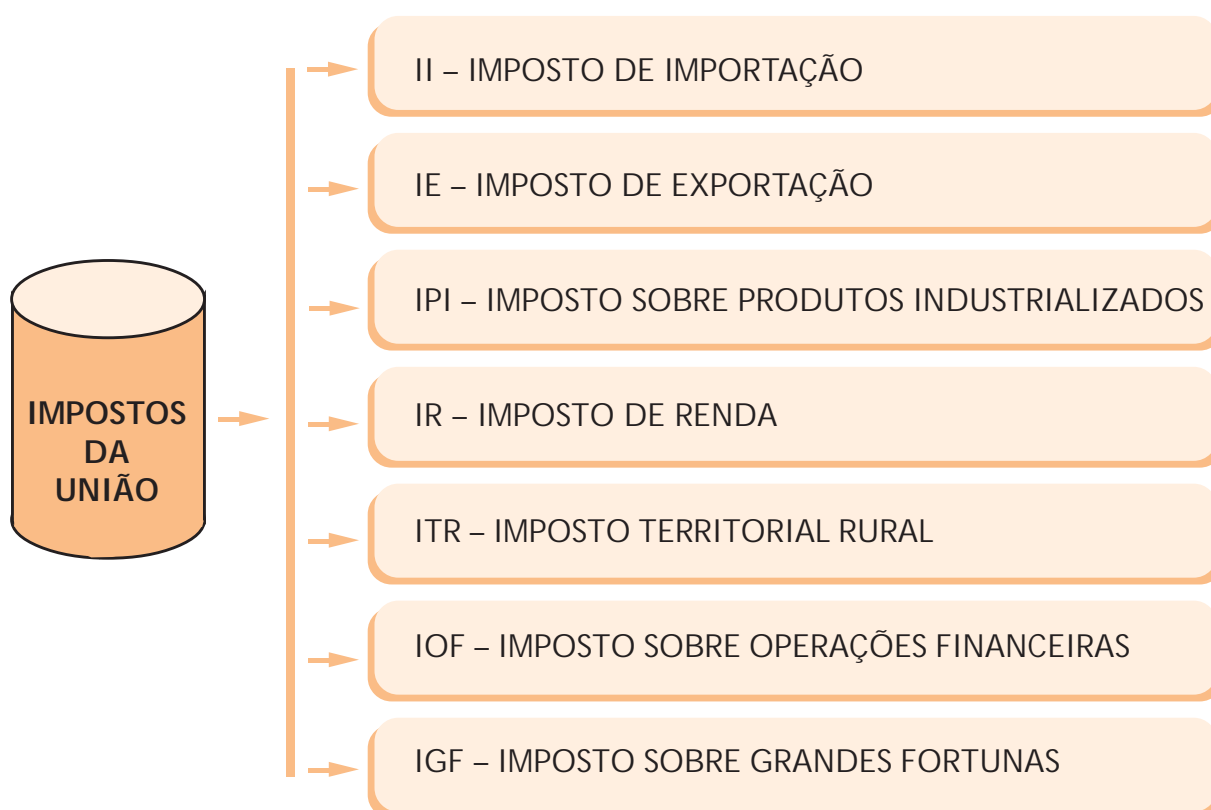 II – IMPOSTO DE IMPORTAÇÃO
IE – IMPOSTO DE EXPORTAÇÃO
IPI – IMPOSTO SOBRE PRODUTOS INDUSTRIALIZADOS
IMPOSTOS
DA
UNIÃO
IR – IMPOSTO DE RENDA
ITR – IMPOSTO TERRITORIAL RURAL
IOF – IMPOSTO SOBRE OPERAÇÕES FINANCEIRAS
IGF – IMPOSTO SOBRE GRANDES FORTUNAS